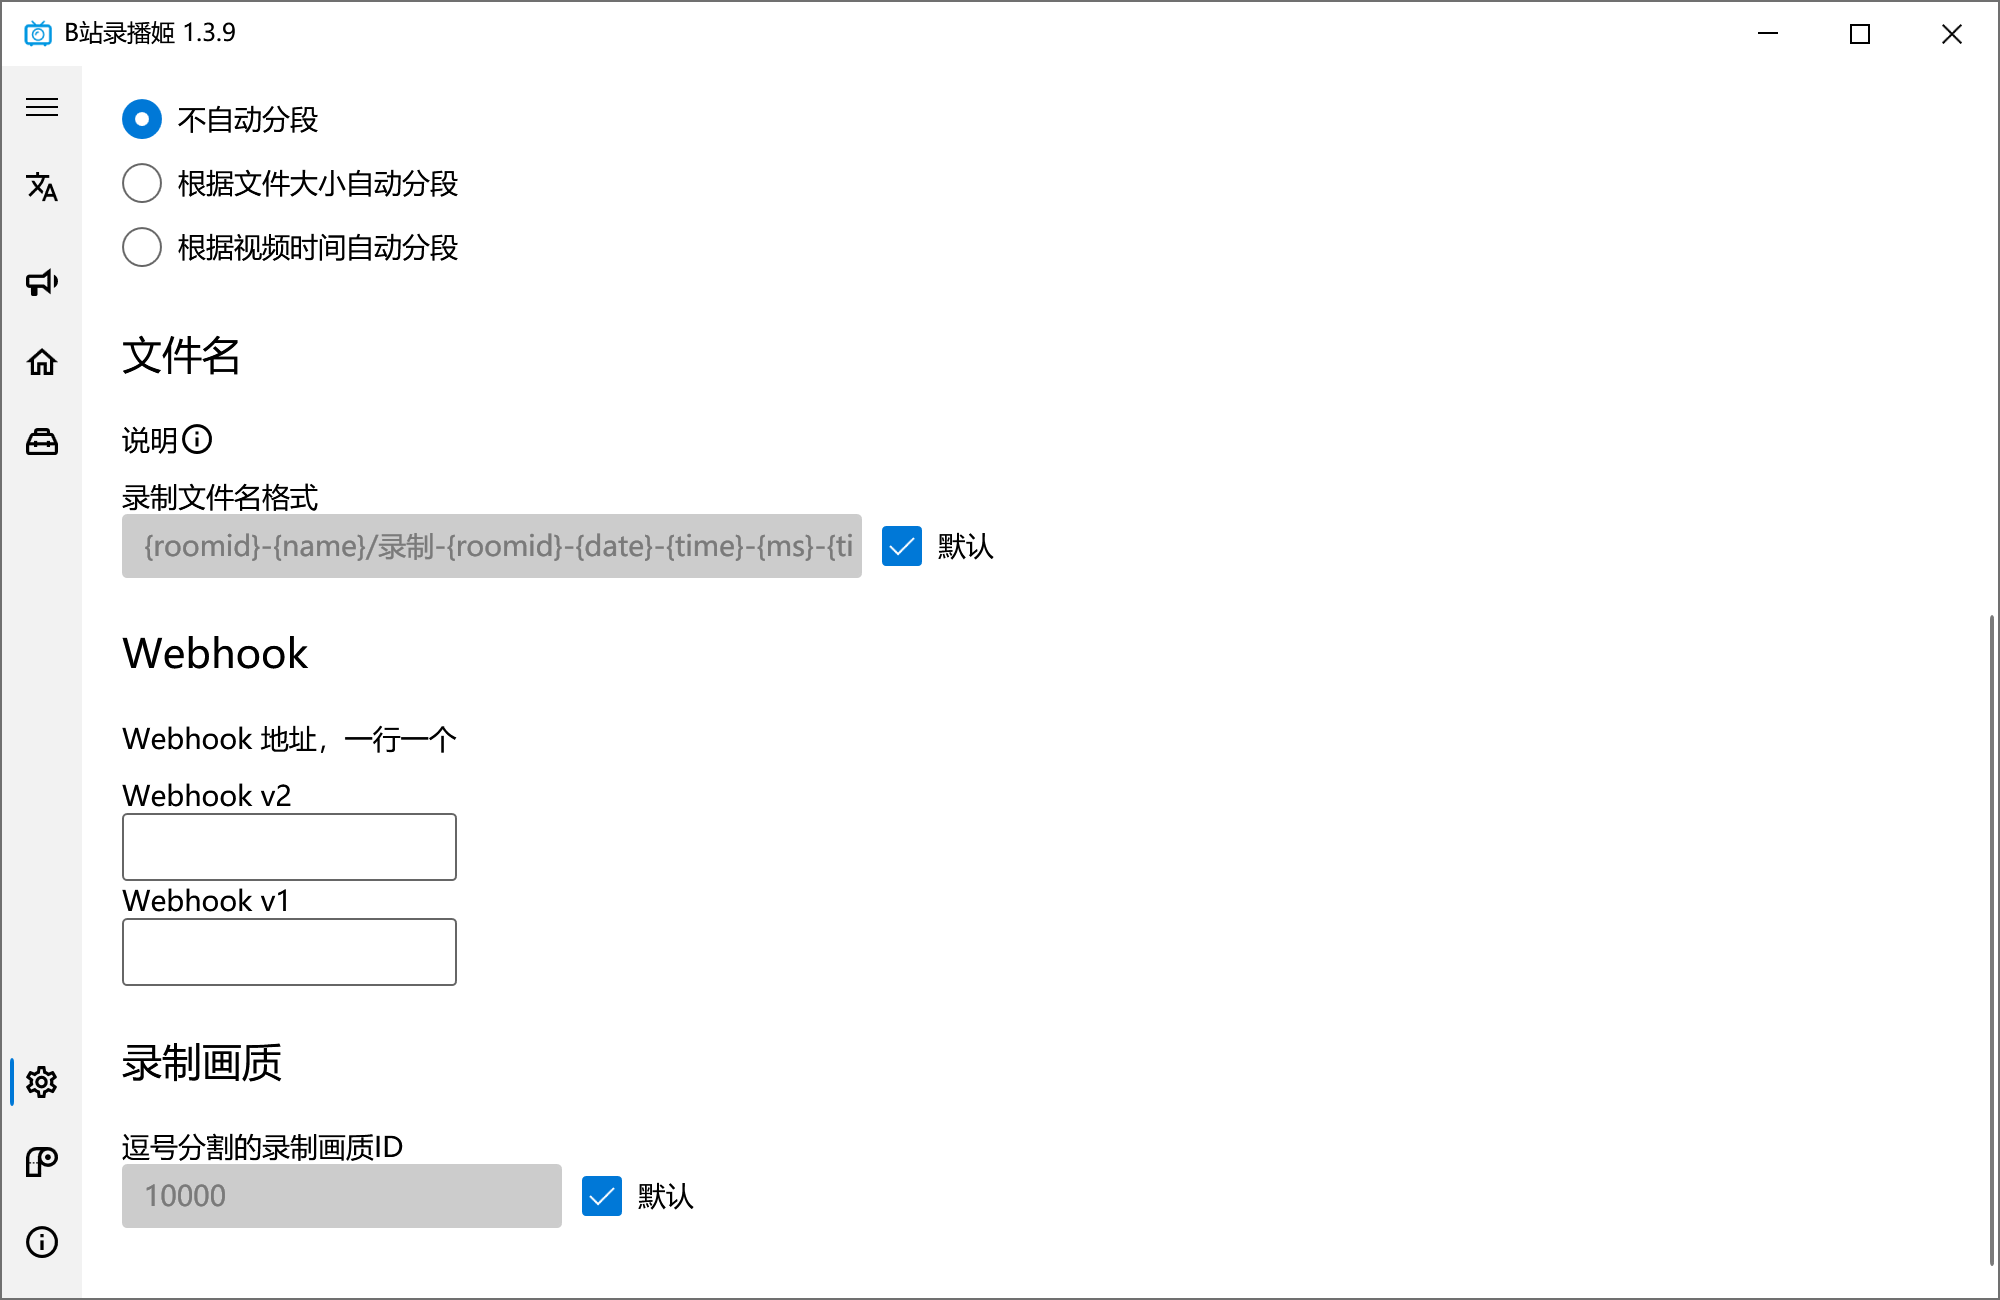 B站录播姬 1.3.9
不自动分段
根据文件大小自动分段
根据视频时间自动分段
文件名
说明
录制文件名格式
{roomid}-{name}/录制-{roomid}-{date}-{time}-{ms}-{ti
默认
Webhook
Webhook 地址，一行一个
Webhook v2
Webhook v1
录制画质
逗号分割的录制画质ID
10000
默认